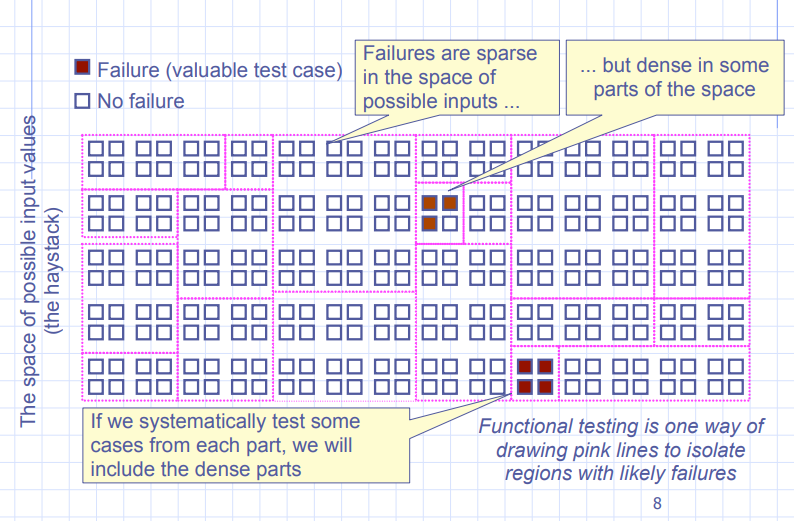 Failure (valuable test case)
No failure
Failures are sparse
in the space of
possible inputs ...
... but dense in some
parts of the space
The space of possible input values
(the haystack)
If we systematically test some
cases from each part, we will
include the dense parts
Functional testing is one way of
drawing pink lines to isolate
regions with likely failures
8